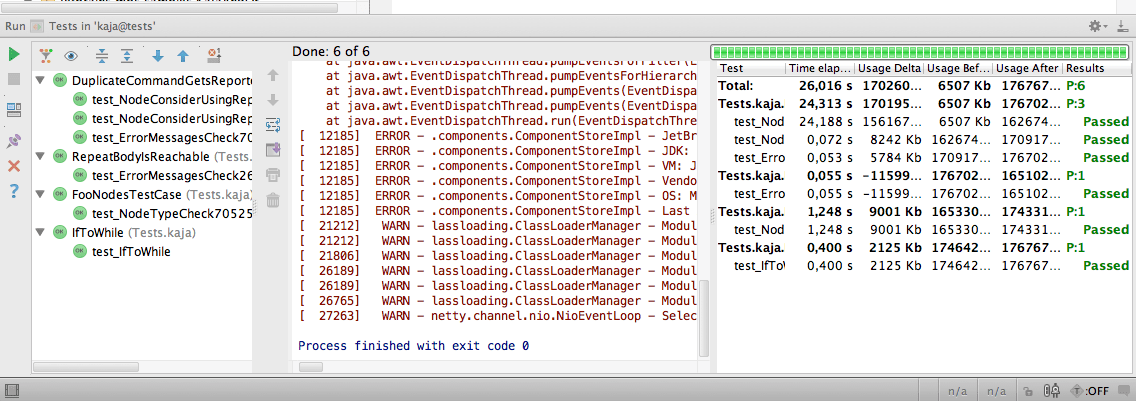 Run Tests in 'kaja@tests'
DuplicateCommandGetsReporte
test_NodeConsiderUsingRep
test_NodeConsiderUsingRep
test_ErrorMessagesCheck70
RepeatBodyIsReachable (Tests.
test_ErrorMessagesCheck26
FooNodesTestCase (Tests.kaja)
test_NodeTypeCheck70525
IfToWhile (Tests.kaja)
test_IfToWhile
Done: 6 of 6
at java.awt.EventDispatchThread.pumpEventsForHierarch
at java.awt.EventDispatchThread.pumpEvents(EventDispa
at java.awt.EventDispatchThread.pumpEvents(EventDispa
at java.awt.EventDispatchThread.run(EventDispatchThre
[ 12185] ERROR - .components.ComponentStoreImpl - JetBr
[ 12185] ERROR - .components.ComponentStoreImpl - JDK:
[ 12185] ERROR - .components.ComponentStoreImpl - VM: J
[ 12185] ERROR - .components.ComponentStoreImpl - Vendo
[ 12185] ERROR - .components.ComponentStoreImpl - OS: M
[ 12185] ERROR - .components.ComponentStoreImpl - Last
[ 21212] WARN - lassloading.ClassLoaderManager - Modul
[ 21212] WARN - lassloading.ClassLoaderManager - Modul
[ 21806] WARN - lassloading.ClassLoaderManager - Modul
[ 26189] WARN - lassloading.ClassLoaderManager - Modul
[ 26189] WARN - lassloading.ClassLoaderManager - Modul
[ 26765] WARN - lassloading.ClassLoaderManager - Modul
[ 27263] WARN - netty.channel.nio.NioEventLoop - Selec
Process finished with exit code 0
Test Time elap... Usage Delta Usage Bef... Usage After Results
Total: 26,016 s 170260... 6507 Kb 176767... P:6
Tests.kaja. 24,313 s 170195... 6507 Kb 176702... P:3
test_Nod 24,188 s 156167... 6507 Kb 162674... Passed
test_Nod 0,072 s 8242 Kb 162674... 170917... Passed
test_Erro 0,053 s 5784 Kb 170917... 176702... Passed
Tests.kaja. 0,055 s -11599... 176702... 165102... P:1
test_Erro 0,055 s -11599... 176702... 165102... Passed
Tests.kaja. 1,248 s 9001 Kb 165330... 174331... P:1
test_Nod 1,248 s 9001 Kb 165330... 174331... Passed
Tests.kaja. 0,400 s 2125 Kb 174642... 176767... P:1
test_IfToV 0,400 s 2125 Kb 174642... 176767... Passed
n/a n/a T :OFF